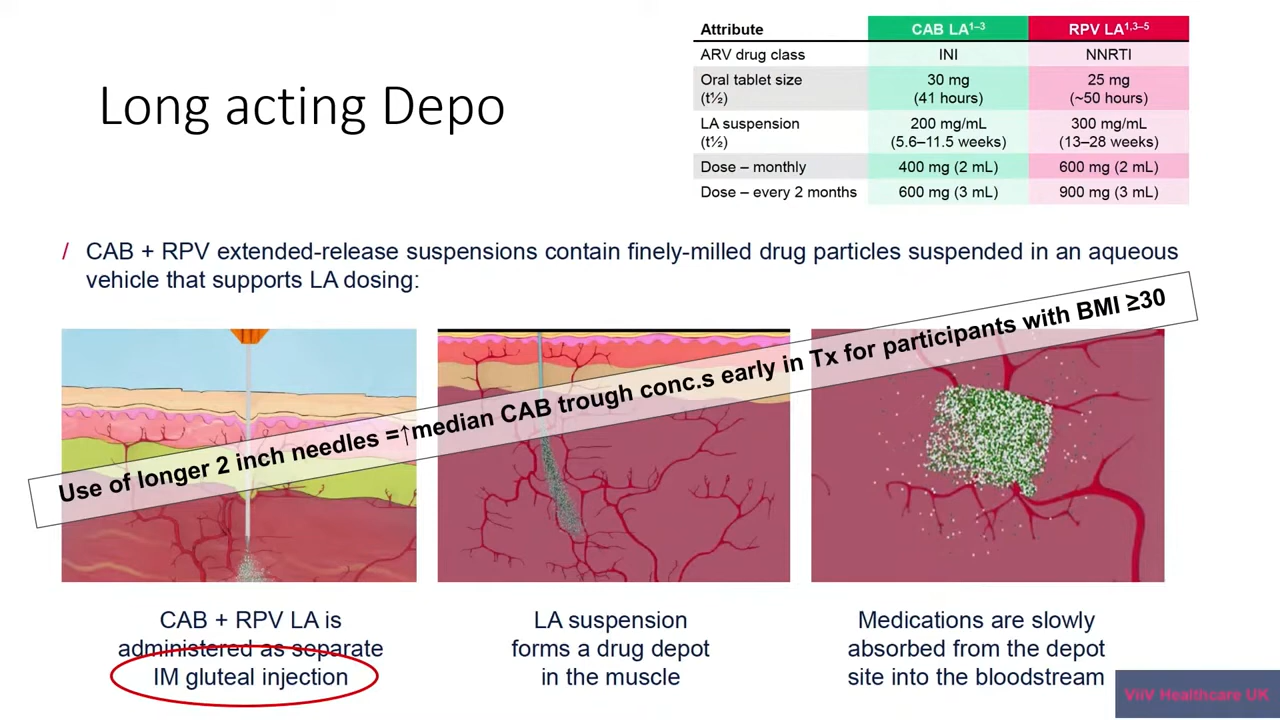 Long acting Depo
Attribute CAB LA¹⁻³ RPV LA¹,³⁻⁵
ARV drug class INI NNRTI
Oral tablet size 30 mg 25 mg
(t½) (41 hours) (~50 hours)
LA suspension 200 mg/mL 300 mg/mL
(t½) (5.6–11.5 weeks) (13–28 weeks)
Dose – monthly 400 mg (2 mL) 600 mg (2 mL)
Dose – every 2 months 600 mg (3 mL) 900 mg (3 mL)
/ CAB + RPV extended-release suspensions contain finely-milled drug particles suspended in an aqueous
vehicle that supports LA dosing:
Use of longer 2 inch needles =↑median CAB trough conc.s early in Tx for participants with BMI ≥30
CAB + RPV LA is
administered as separate
IM gluteal injection
LA suspension
forms a drug depot
in the muscle
Medications are slowly
absorbed from the depot
site into the bloodstream
ViiV Healthcare UK